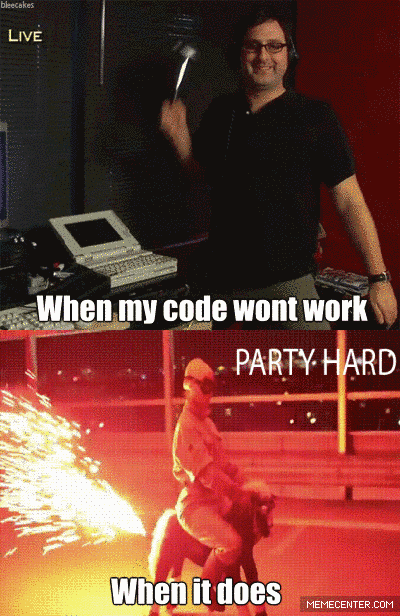 bleecakes
LIVE
When my code wont work
PARTY HARD
When it does
MEMECENTER.COM